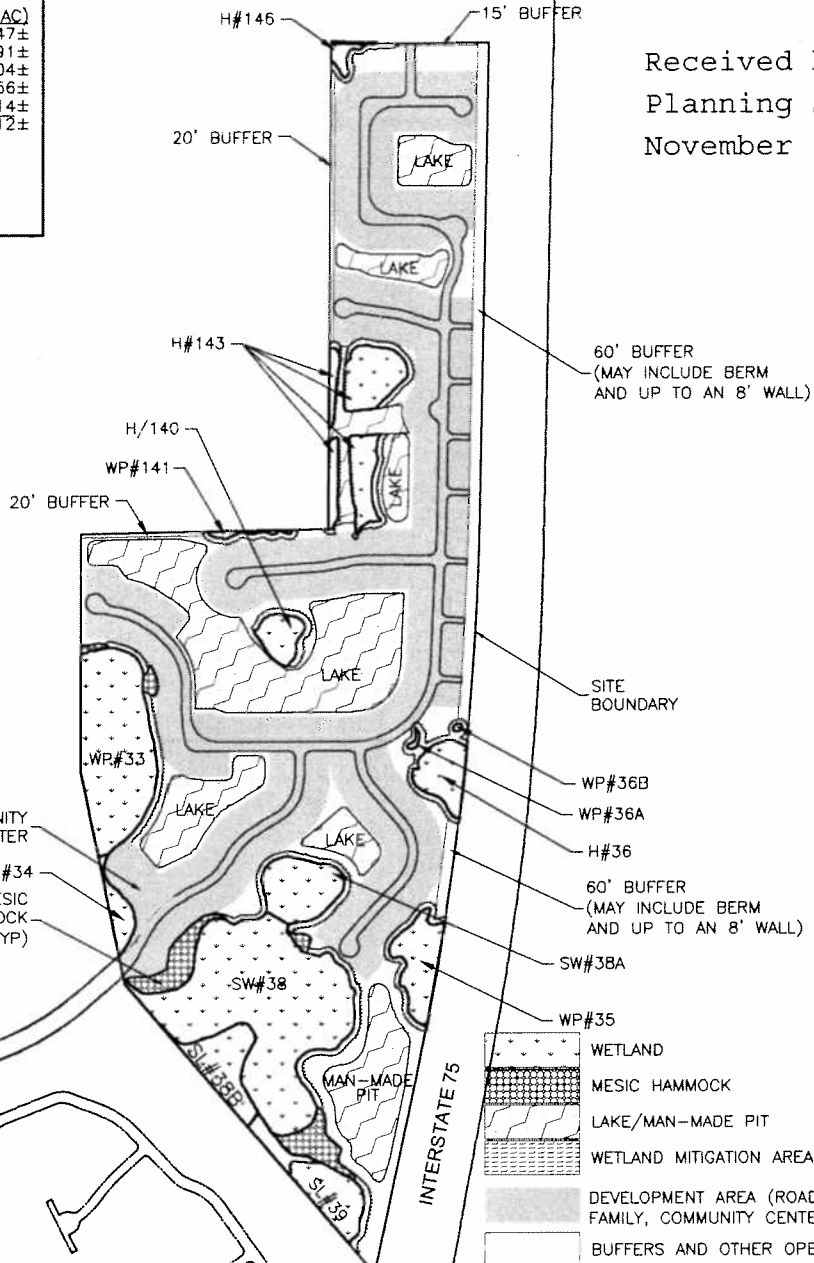 AC)
47±
91±
04±
56±
14±
12±
H#146
15' BUFFER
Received
Planning
November
20' BUFFER
LAKE
LAKE
H#143
60' BUFFER
(MAY INCLUDE BERM
AND UP TO AN 8' WALL)
H/140
WP#141
LAKE
20' BUFFER
LAKE
SITE
BOUNDARY
WP#33
WP#36B
LAKE
WP#36A
NITY
TER
LAKE
H#36
#34
60' BUFFER
(MAY INCLUDE BERM
AND UP TO AN 8' WALL)
ESIC
OCK
YP)
SW#38A
SW#38
WP#35
SL#38B
MAN-MADE
PIT
INTERSTATE 75
SL#39
WETLAND
MESIC HAMMOCK
LAKE/MAN-MADE PIT
WETLAND MITIGATION AREA
DEVELOPMENT AREA (ROAD
FAMILY, COMMUNITY CENTE
BUFFERS AND OTHER OPE